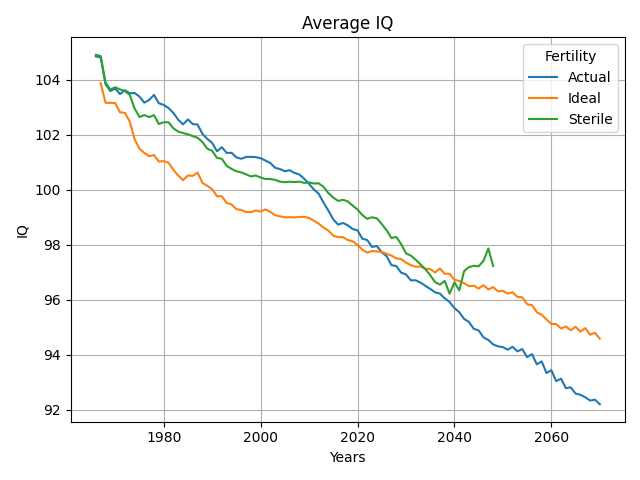 Average IQ
Fertility
Actual
Ideal
Sterile
104
102
100
98
96
94
92
IQ
1980
2000
2020
2040
2060
Years